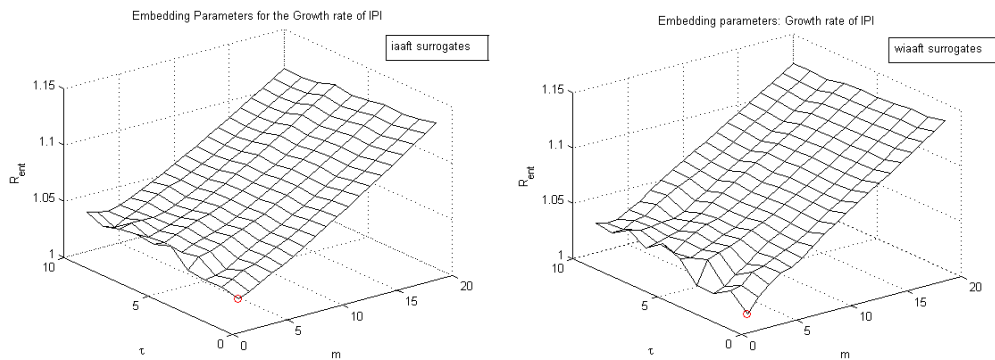 Embedding Parameters for the Growth rate of IPI
iaaft surrogates
1.15
1.1
1.05
1
R_ent
10
5
0
τ
0
5
10
15
20
m
Embedding parameters: Growth rate of IPI
wiaaft surrogates
1.15
1.1
1.05
1
R_ent
10
5
0
τ
0
5
10
15
20
m